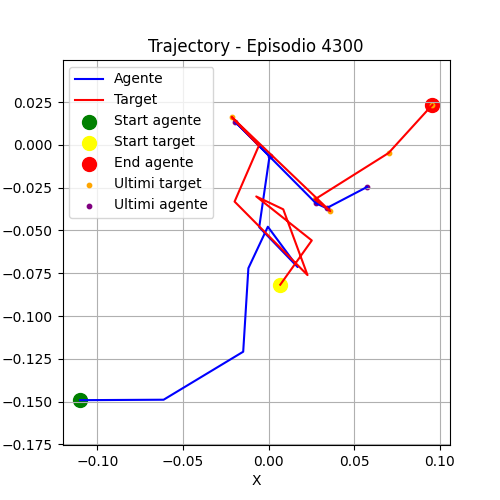 Trajectory - Episodio 4300
Agente
Target
Start agente
Start target
End agente
Ultimi target
Ultimi agente
0.025
0.000
−0.025
−0.050
−0.075
−0.100
−0.125
−0.150
−0.175
−0.10
−0.05
0.00
0.05
0.10
X